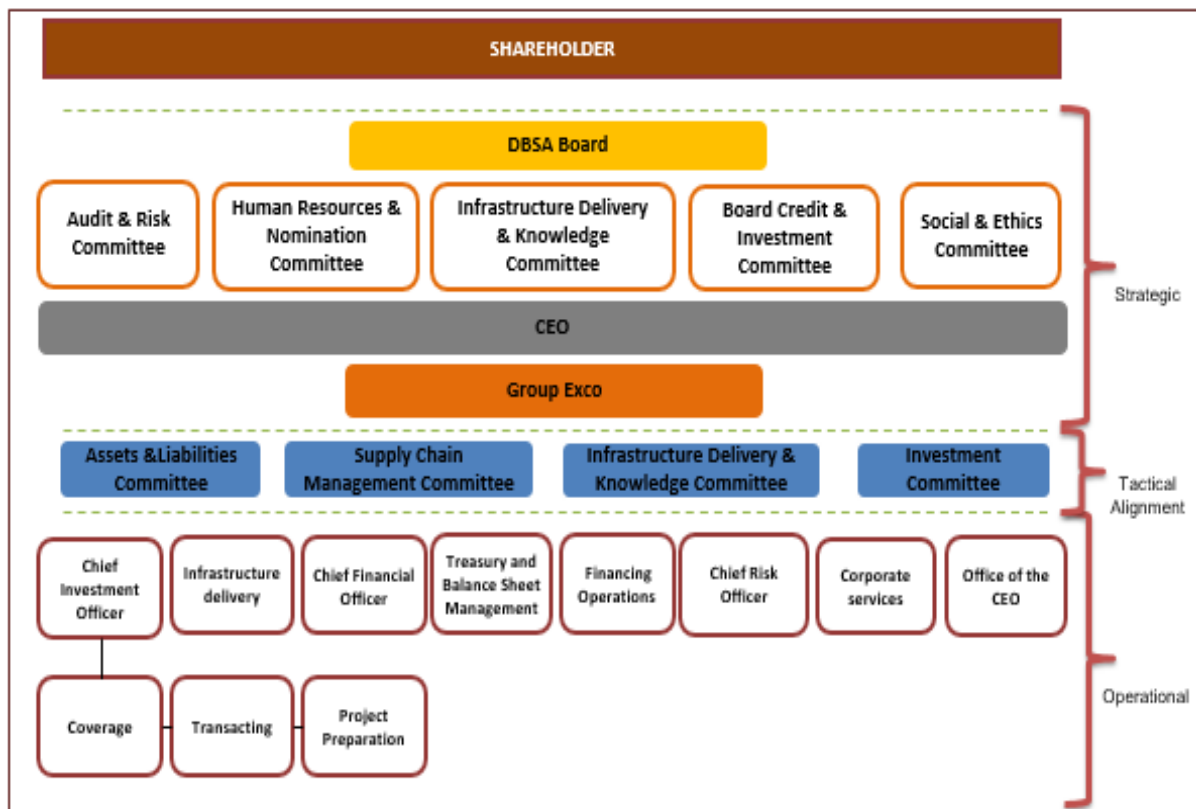 SHAREHOLDER
DBSA Board
Audit & Risk
Committee
Human Resources &
Nomination
Committee
Infrastructure Delivery
& Knowledge
Committee
Board Credit &
Investment
Committee
Social & Ethics
Committee
Strategic
CEO
Group Exco
Assets &Liabilities
Committee
Supply Chain
Management Committee
Infrastructure Delivery &
Knowledge Committee
Investment
Committee
Tactical
Alignment
Chief
Investment
Officer
Infrastructure
delivery
Chief Financial
Officer
Treasury and
Balance Sheet
Management
Financing
Operations
Chief Risk
Officer
Corporate
services
Office of the
CEO
Operational
Coverage
Transacting
Project
Preparation